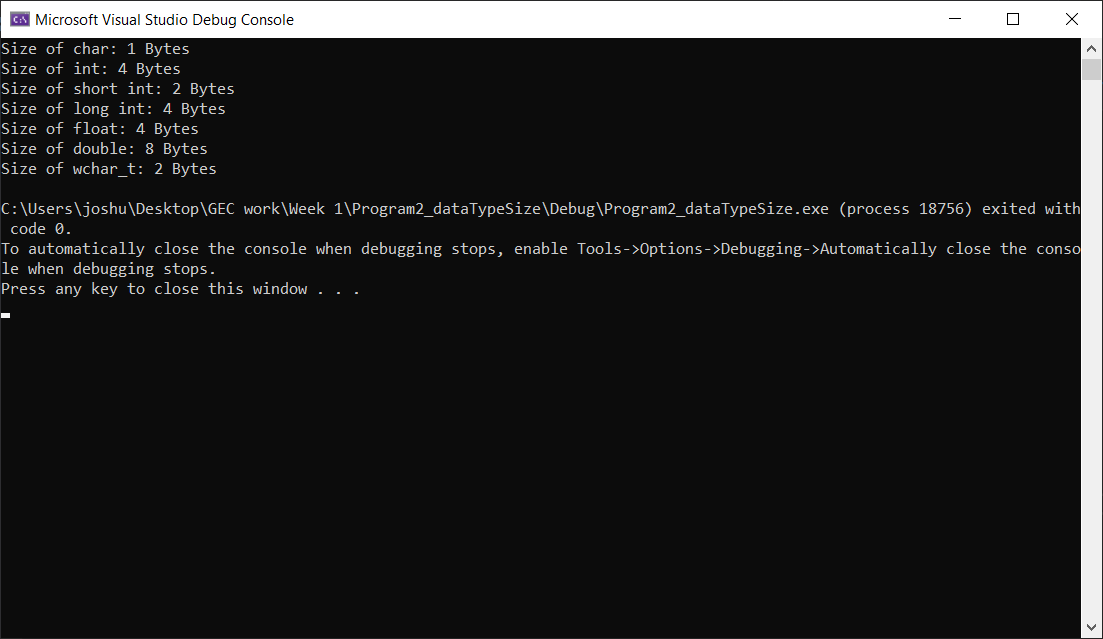 Microsoft Visual Studio Debug Console
Size of char: 1 Bytes
Size of int: 4 Bytes
Size of short int: 2 Bytes
Size of long int: 4 Bytes
Size of float: 4 Bytes
Size of double: 8 Bytes
Size of wchar_t: 2 Bytes
C:\Users\joshu\Desktop\GEC work\Week 1\Program2_dataTypeSize\Debug\Program2_dataTypeSize.exe (process 18756) exited with
 code 0.
To automatically close the console when debugging stops, enable Tools->Options->Debugging->Automatically close the conso
le when debugging stops.
Press any key to close this window . . .